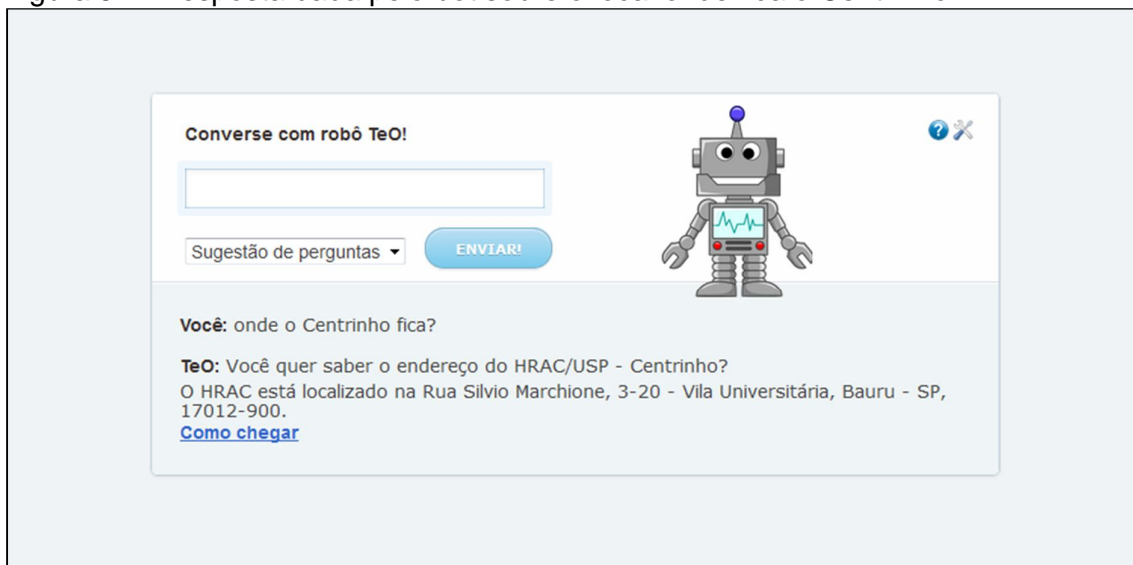 Converse com robô TeO!
Sugestão de perguntas
ENVIAR!
Você: onde o Centrinho fica?
TeO: Você quer saber o endereço do HRAC/USP - Centrinho?
O HRAC está localizado na Rua Silvio Marchione, 3-20 - Vila Universitária, Bauru - SP,
17012-900.
Como chegar